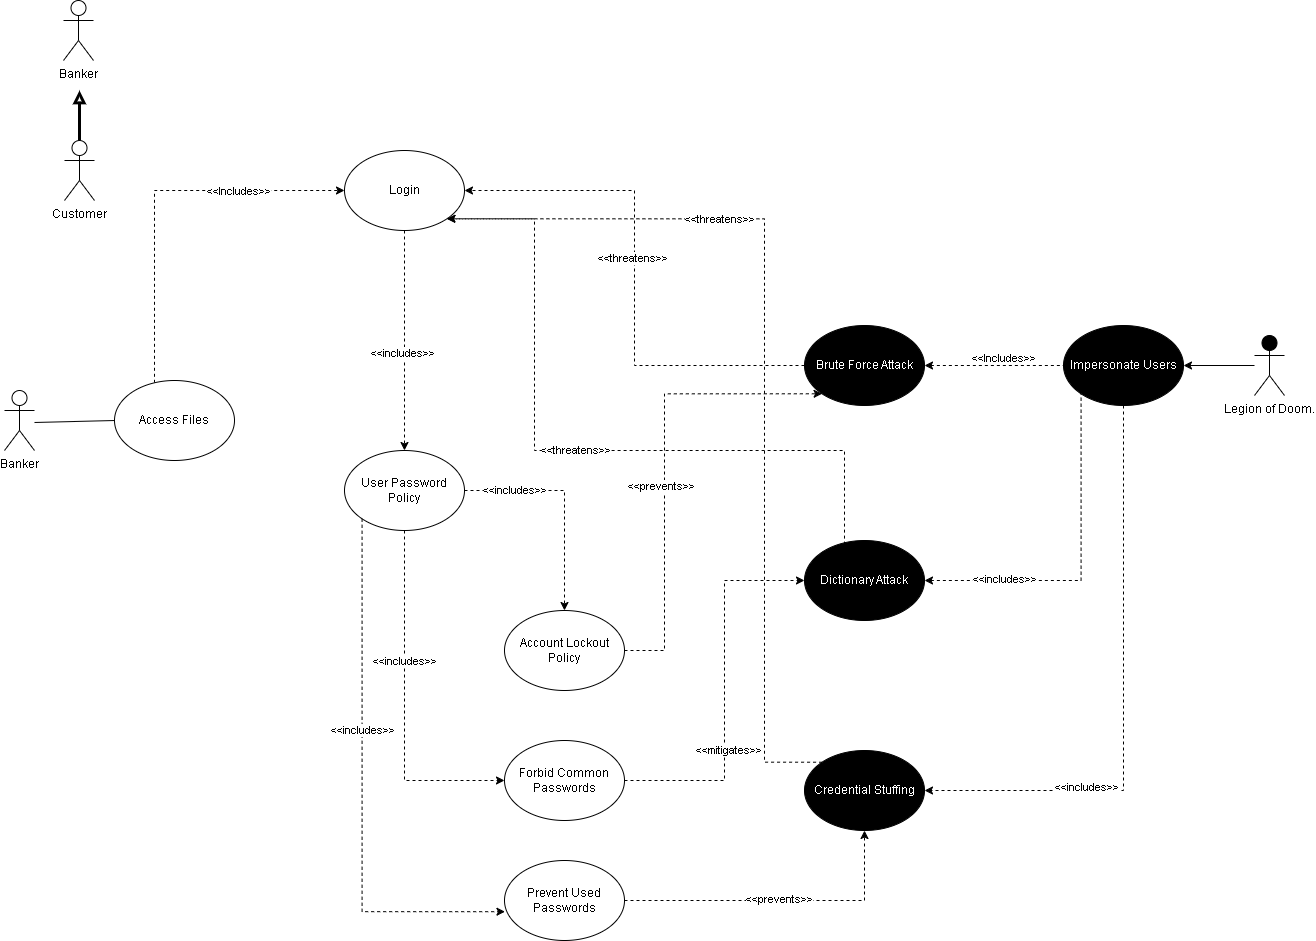 Banker
Customer
<<Includes>>
Login
<<threatens>>
<<threatens>>
<<includes>>
Brute Force Attack
<<Includes>>
Impersonate Users
Legion of Doom.
Access Files
Banker
<<threatens>>
User Password
Policy
<<includes>>
<<prevents>>
Dictionary Attack
<<includes>>
Account Lockout
Policy
<<includes>>
<<includes>>
<<mitigates>>
Forbid Common
Passwords
Credential Stuffing
<<includes>>
Prevent Used
Passwords
<<prevents>>